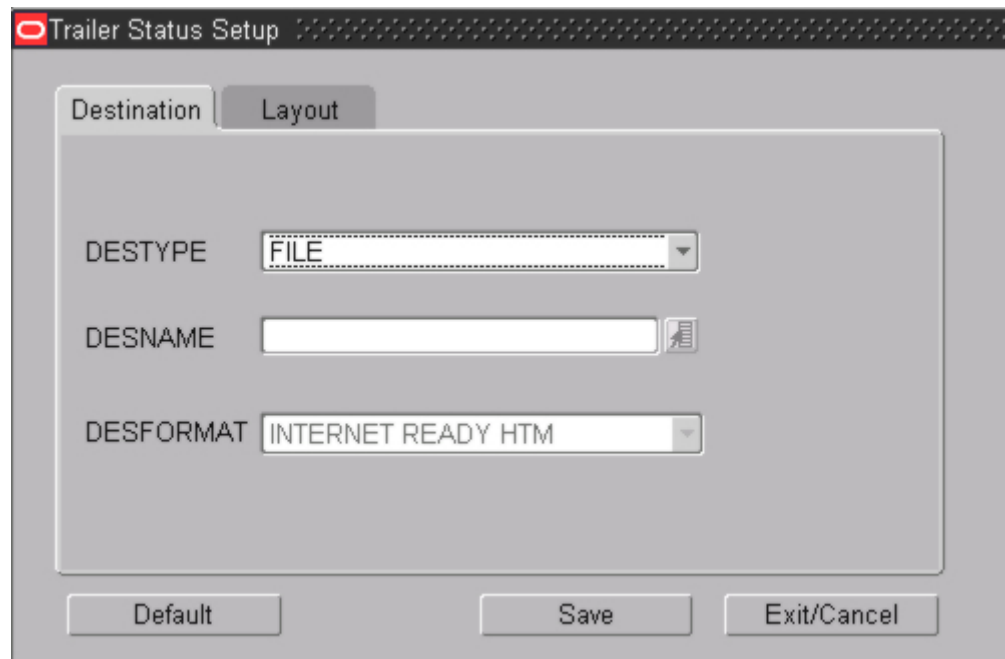 Trailer Status Setup
Destination
Layout
DESTYPE
FILE
DESNAME
DESFORMAT
INTERNET READY HTM
Default
Save
Exit/Cancel